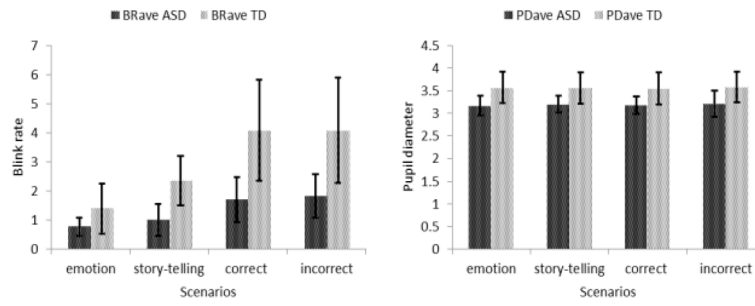 BRave ASD BRave TD
7
6
5
4
3
2
1
0
Blink rate
emotion story-telling correct incorrect
Scenarios
PDave ASD PDave TD
4.5
4
3.5
3
2.5
2
1.5
1
0.5
0
Pupil diameter
emotion story-telling correct incorrect
Scenarios